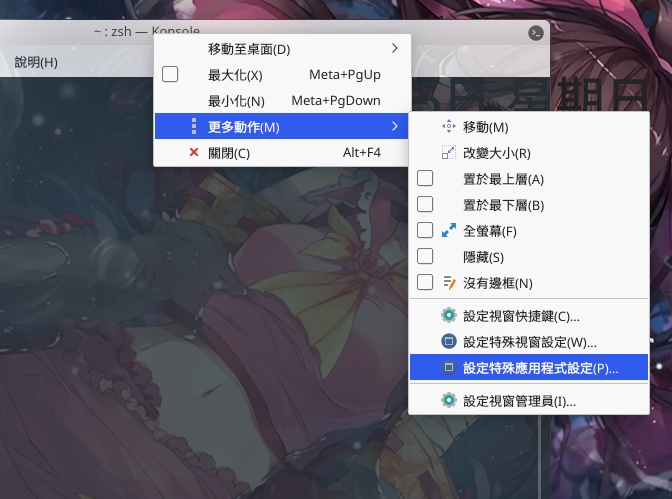 ~ : zsh — Konsole
說明(H)
移動至桌面(D)
最大化(X) Meta+PgUp
最小化(N) Meta+PgDown
更多動作(M)
關閉(C) Alt+F4
月 星期日
移動(M)
改變大小(R)
置於最上層(A)
置於最下層(B)
全螢幕(F)
隱藏(S)
沒有邊框(N)
設定視窗快捷鍵(C)...
設定特殊視窗設定(W)...
設定特殊應用程式設定(P)...
設定視窗管理員(I)...